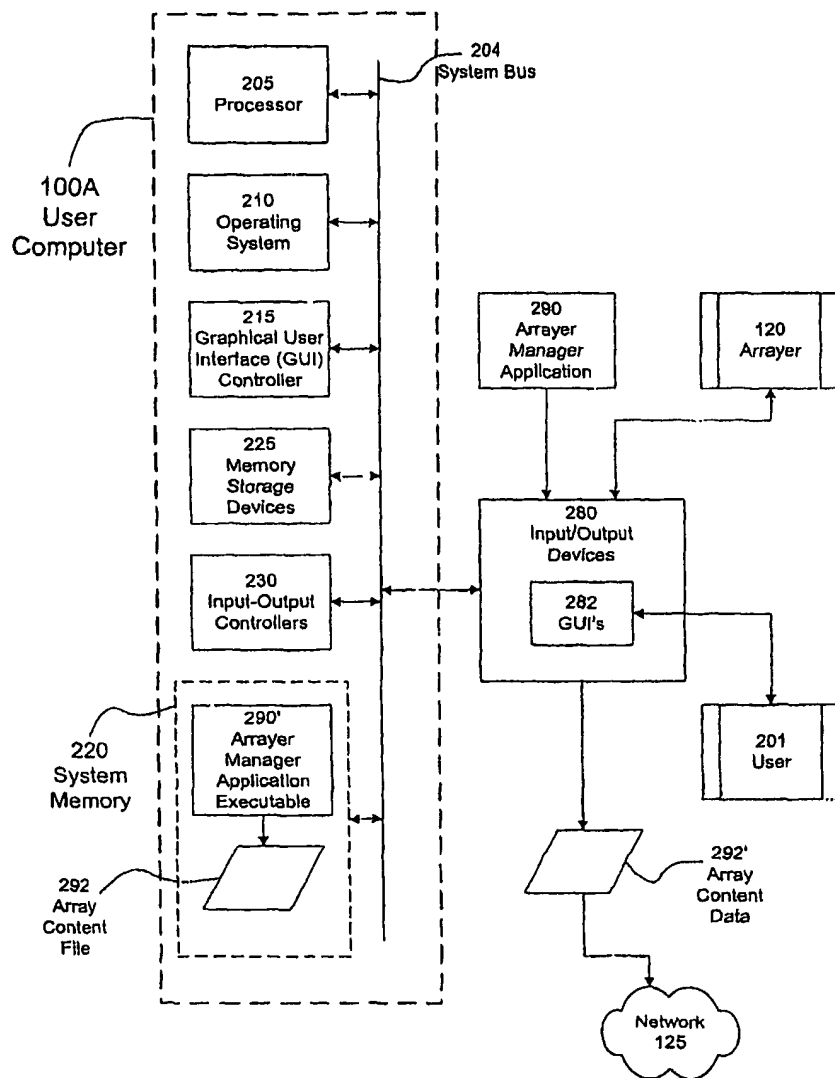 204
System Bus
205
Processor
100A
User
Computer
210
Operating
System
215
Graphical User
Interface (GUI)
Controller
225
Memory
Storage
Devices
230
Input-Output
Controllers
220
System
Memory
290'
Arrayer
Manager
Application
Executable
292
Array
Content
File
290
Arrayer
Manager
Application
120
Arrayer
280
Input/Output
Devices
282
GUI's
201
User
292'
Array
Content
Data
Network
125